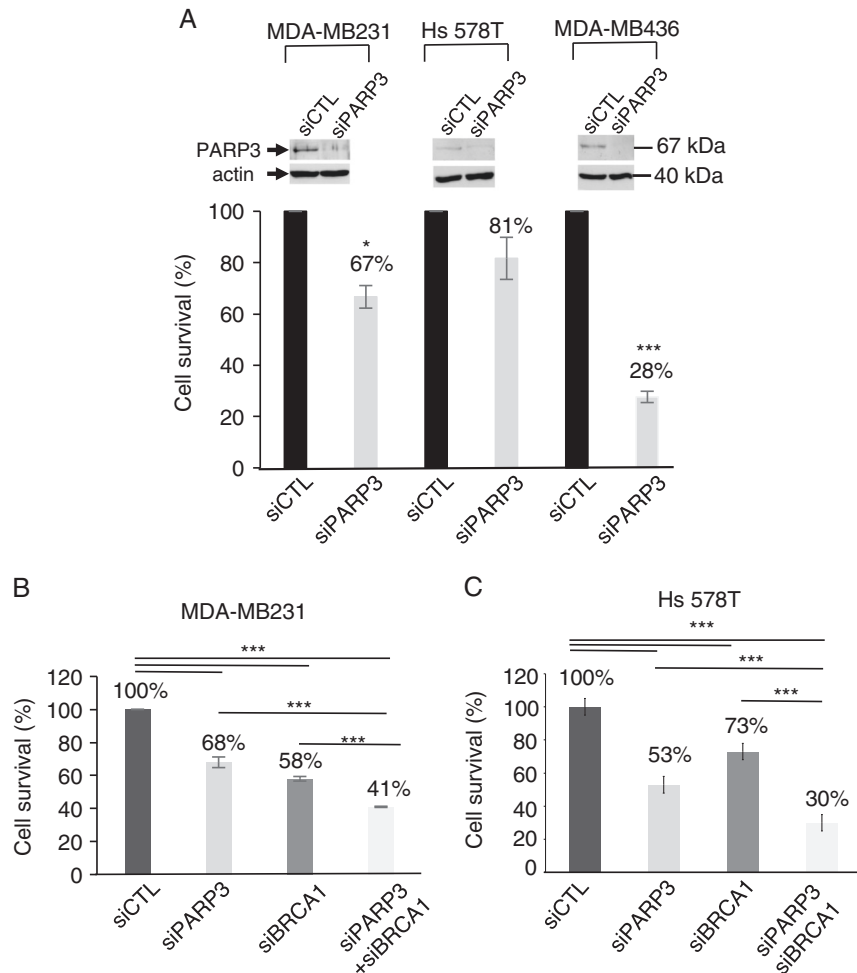 A
MDA-MB231 Hs 578T MDA-MB436
siCTL siPARP3 siCTL siPARP3 siCTL siPARP3
PARP3 67 kDa
actin 40 kDa
Cell survival (%)
100
80
60
40
20
0
*
67%
81%
***
28%
siCTL siPARP3 siCTL siPARP3 siCTL siPARP3
B
MDA-MB231
***
***
***
Cell survival (%)
120
100
80
60
40
20
0
100%
68%
58%
41%
siCTL siPARP3 siBRCA1 siPARP3
+siBRCA1
C
Hs 578T
***
***
***
Cell survival (%)
120
100
80
60
40
20
0
100%
53%
73%
30%
siCTL siPARP3 siBRCA1 siPARP3
siBRCA1